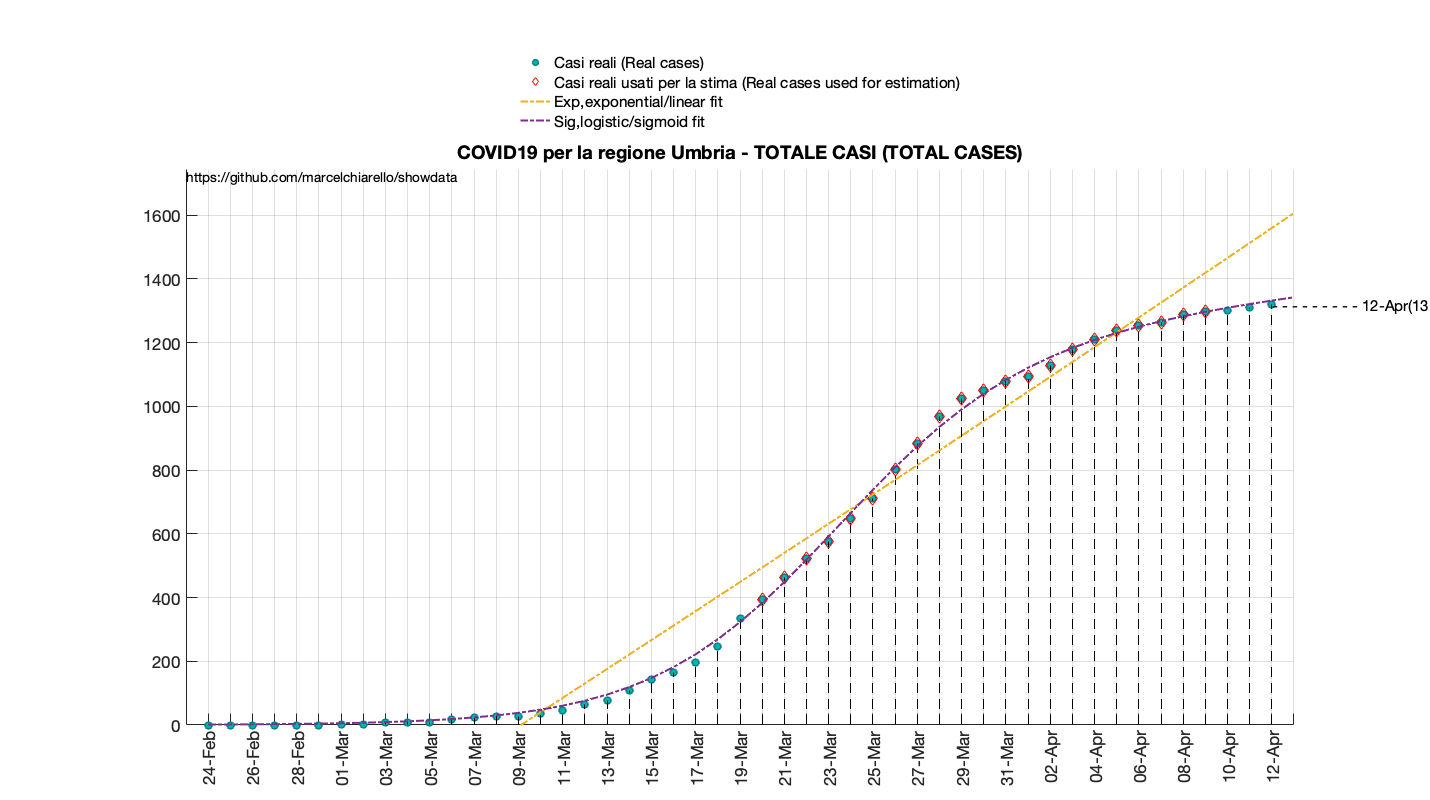 Casi reali (Real cases)
Casi reali usati per la stima (Real cases used for estimation)
Exp,exponential/linear fit
Sig,logistic/sigmoid fit
COVID19 per la regione Umbria - TOTALE CASI (TOTAL CASES)
https://github.com/marcelchiarello/showdata
1600
1400
12-Apr(13
1200
1000
800
600
400
200
0
24-Feb
26-Feb
28-Feb
01-Mar
03-Mar
05-Mar
07-Mar
09-Mar
11-Mar
13-Mar
15-Mar
17-Mar
19-Mar
21-Mar
23-Mar
25-Mar
27-Mar
29-Mar
31-Mar
02-Apr
04-Apr
06-Apr
08-Apr
10-Apr
12-Apr